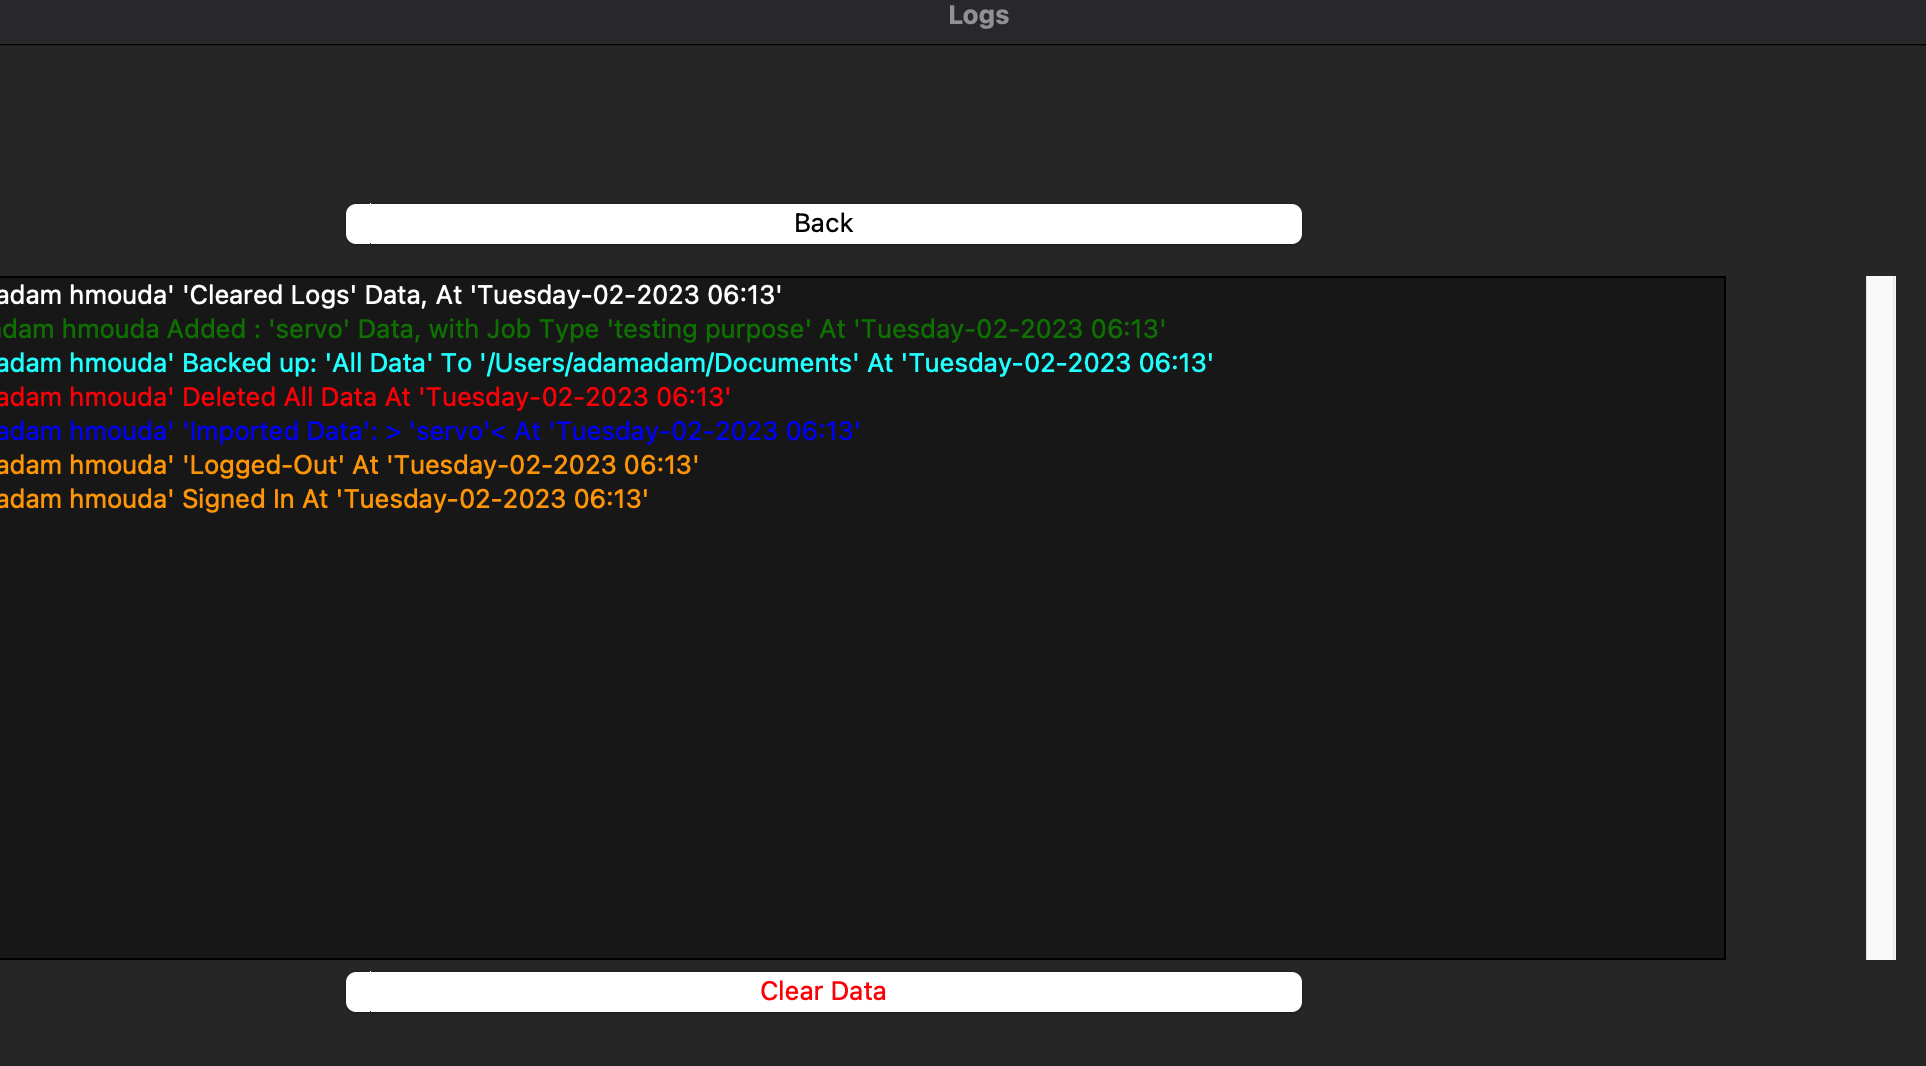 Logs
Back
adam hmouda' 'Cleared Logs' Data, At 'Tuesday-02-2023 06:13'
adam hmouda Added : 'servo' Data, with Job Type 'testing purpose' At 'Tuesday-02-2023 06:13'
adam hmouda' Backed up: 'All Data' To '/Users/adamadam/Documents' At 'Tuesday-02-2023 06:13'
adam hmouda' Deleted All Data At 'Tuesday-02-2023 06:13'
adam hmouda' 'Imported Data': > 'servo'< At 'Tuesday-02-2023 06:13'
adam hmouda' 'Logged-Out' At 'Tuesday-02-2023 06:13'
adam hmouda' Signed In At 'Tuesday-02-2023 06:13'
Clear Data